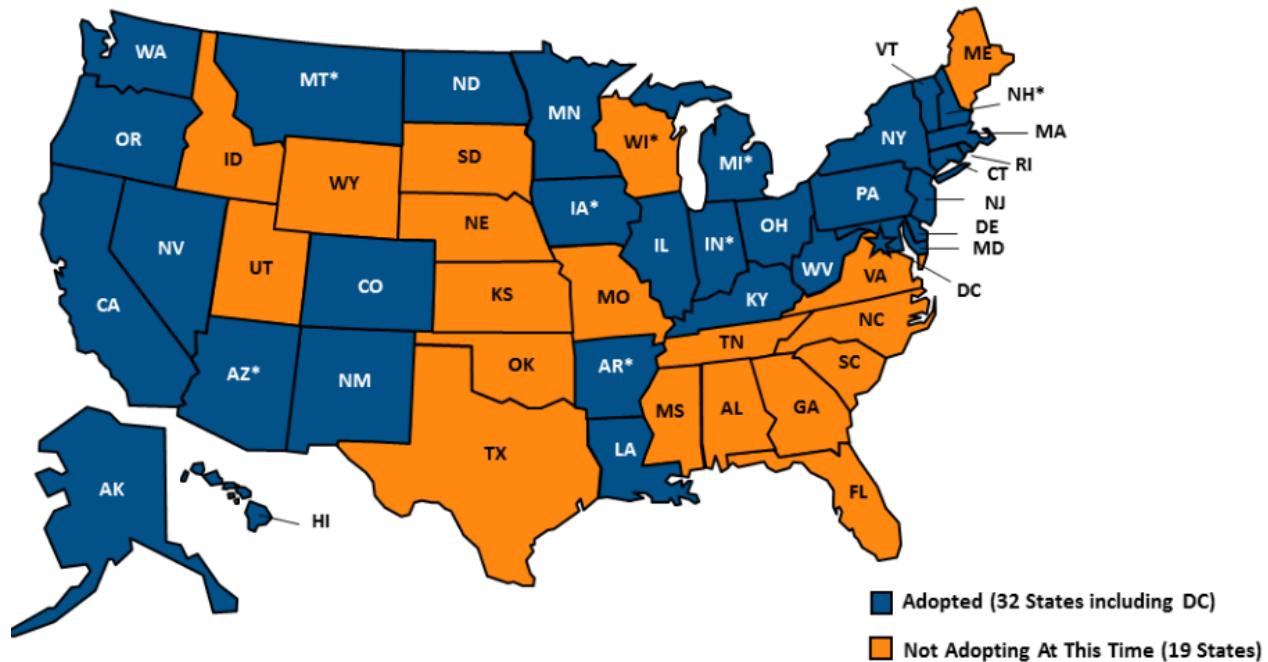 WA
MT*
ND
MN
VT
ME
NH*
MA
RI
CT
NY
OR
ID
SD
WI*
MI*
WY
PA
NJ
IA*
NE
DE
MD
OH
IL
IN*
NV
UT
CO
WV
VA
DC
KS
MO
KY
CA
NC
TN
OK
AR*
SC
AZ*
NM
MS
AL
GA
TX
LA
AK
FL
HI
Adopted (32 States including DC)
Not Adopting At This Time (19 States)